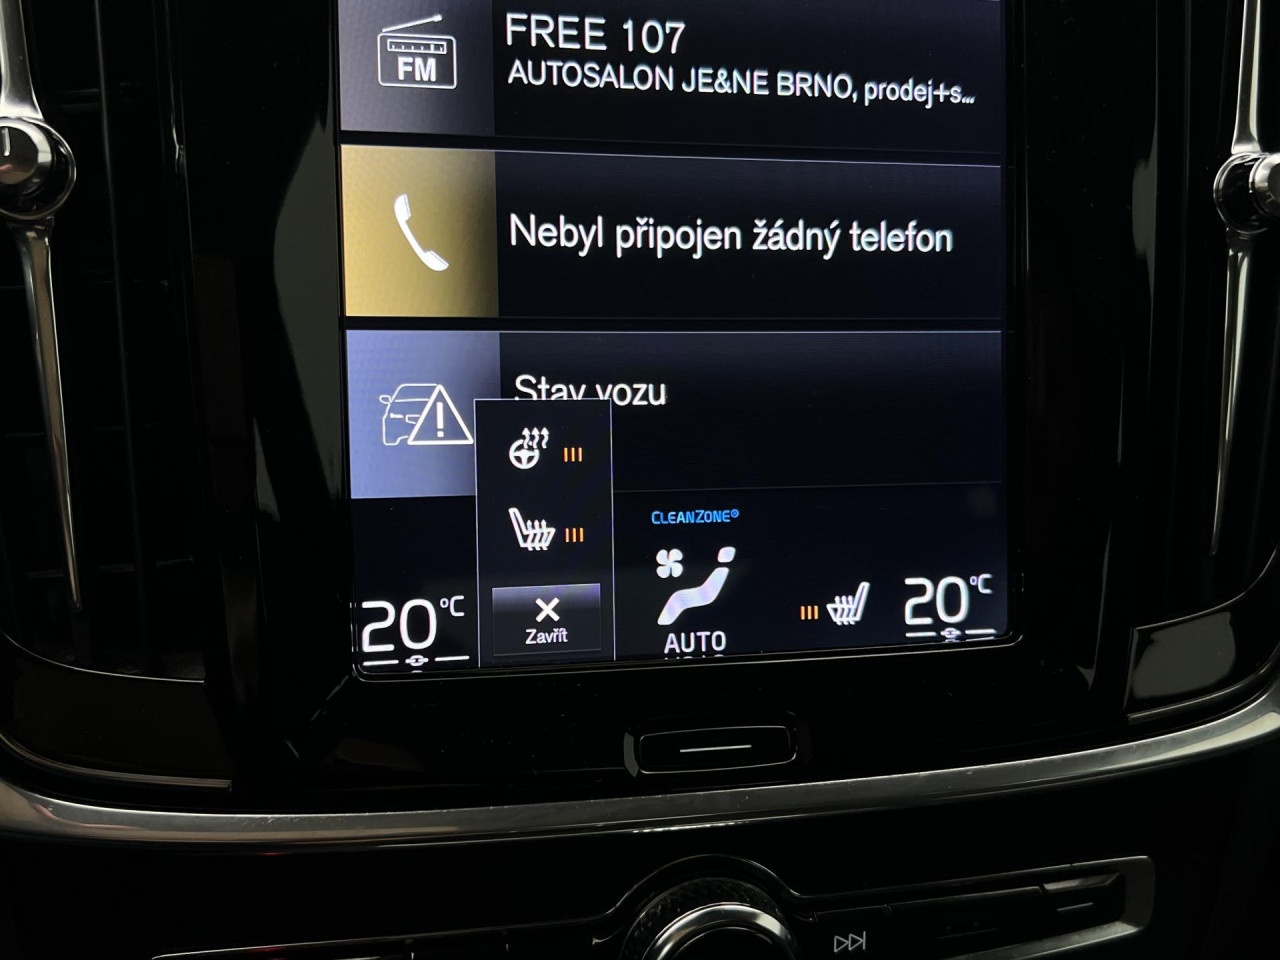 FM
FREE 107
AUTOSALON JE&NE BRNO, prodej+s...
Nebyl připojen žádný telefon
Stav vozu
CLEANZONE®
20°C
Zavřít
AUTO
20°C